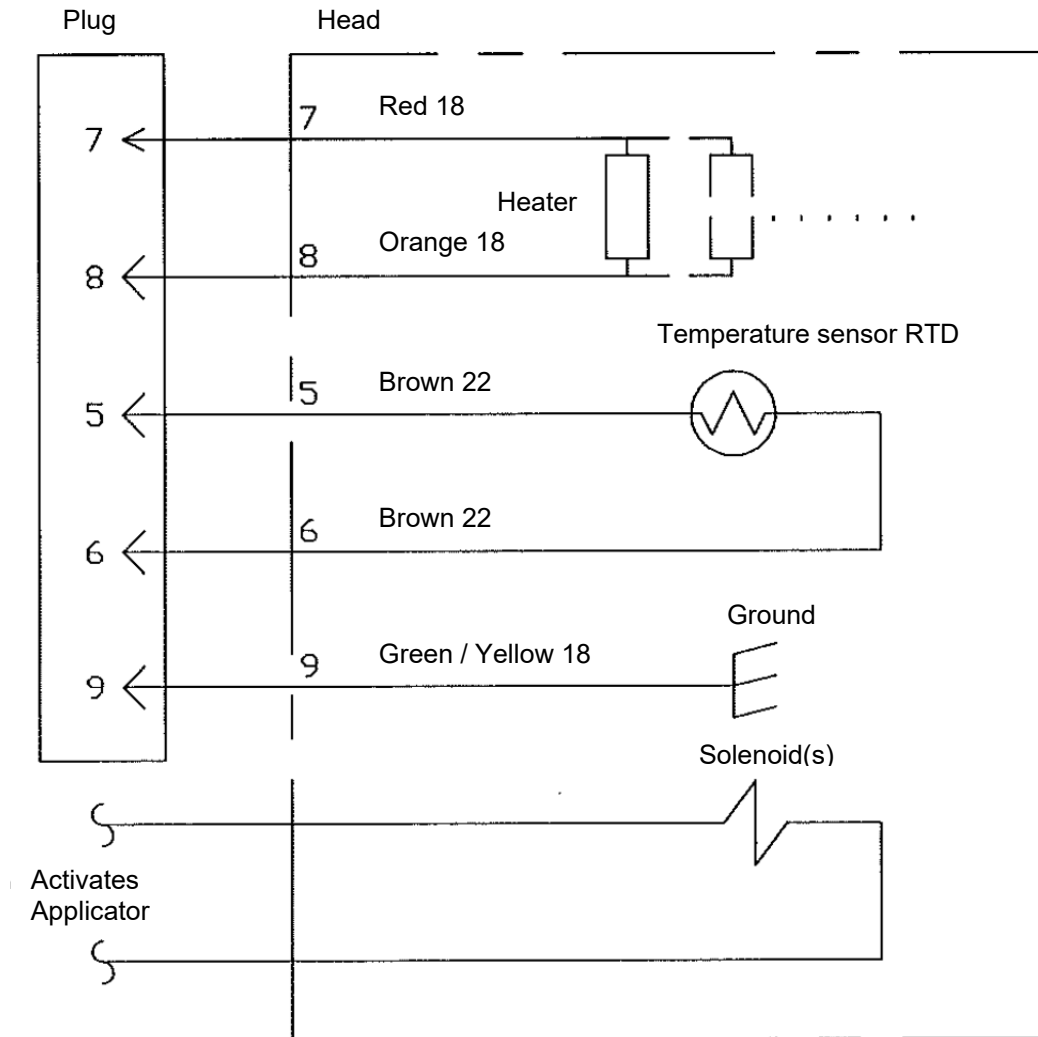 Plug Head
7 7 Red 18
Heater
8 8 Orange 18
Temperature sensor RTD
5 5 Brown 22
6 6 Brown 22
Ground
9 9 Green / Yellow 18
Solenoid(s)
Activates
Applicator